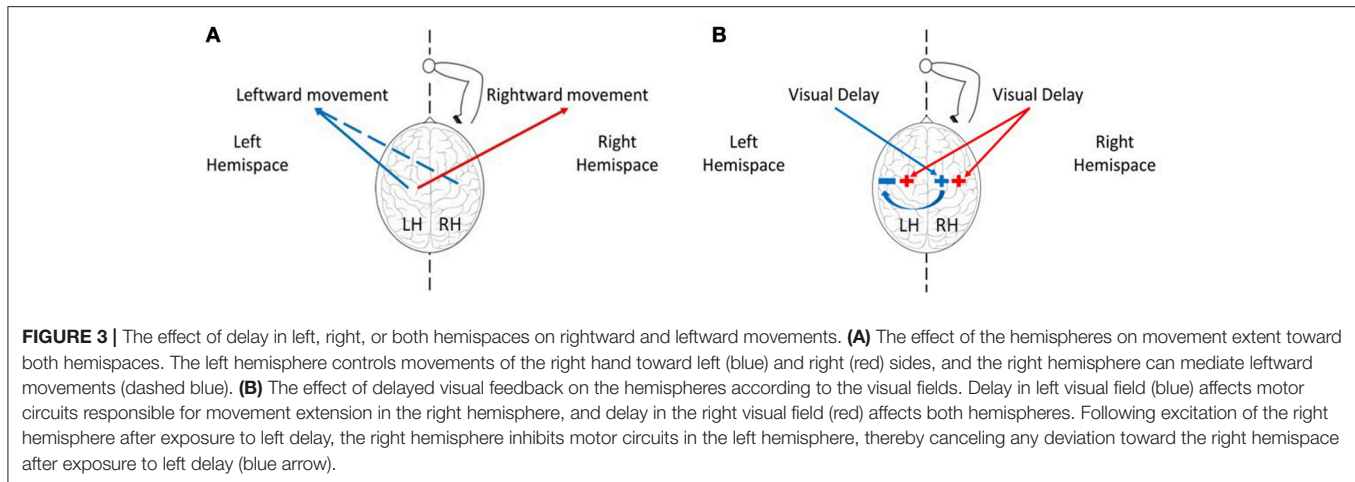 A
Leftward movement
Rightward movement
Left
Hemispace
Right
Hemispace
LH
RH
B
Visual Delay
Visual Delay
Left
Hemispace
Right
Hemispace
LH
RH
FIGURE 3 | The effect of delay in left, right, or both hemispaces on rightward and leftward movements. (A) The effect of the hemispheres on movement extent toward
both hemispaces. The left hemisphere controls movements of the right hand toward left (blue) and right (red) sides, and the right hemisphere can mediate leftward
movements (dashed blue). (B) The effect of delayed visual feedback on the hemispheres according to the visual fields. Delay in left visual field (blue) affects motor
circuits responsible for movement extension in the right hemisphere, and delay in the right visual field (red) affects both hemispheres. Following excitation of the right
hemisphere after exposure to left delay, the right hemisphere inhibits motor circuits in the left hemisphere, thereby canceling any deviation toward the right hemispace
after exposure to left delay (blue arrow).